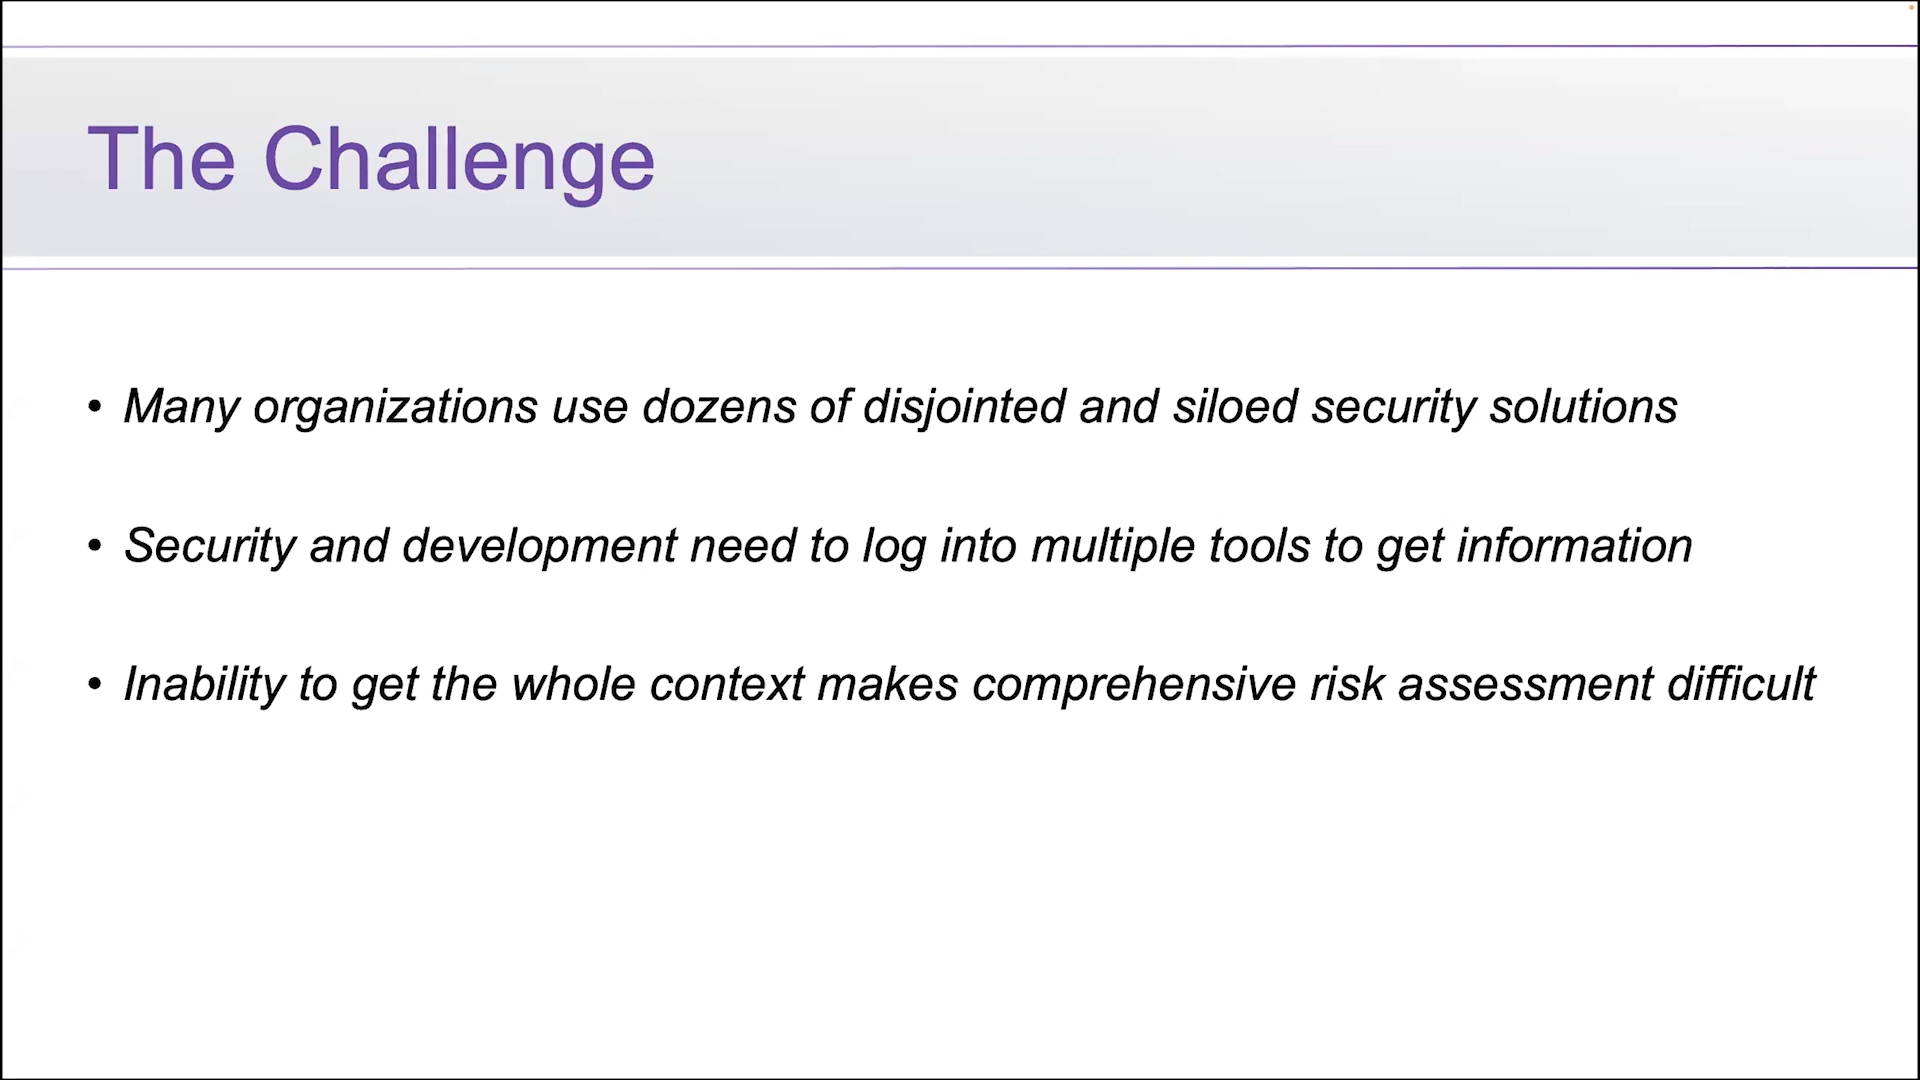 The Challenge
• Many organizations use dozens of disjointed and siloed security solutions
• Security and development need to log into multiple tools to get information
• Inability to get the whole context makes comprehensive risk assessment difficult